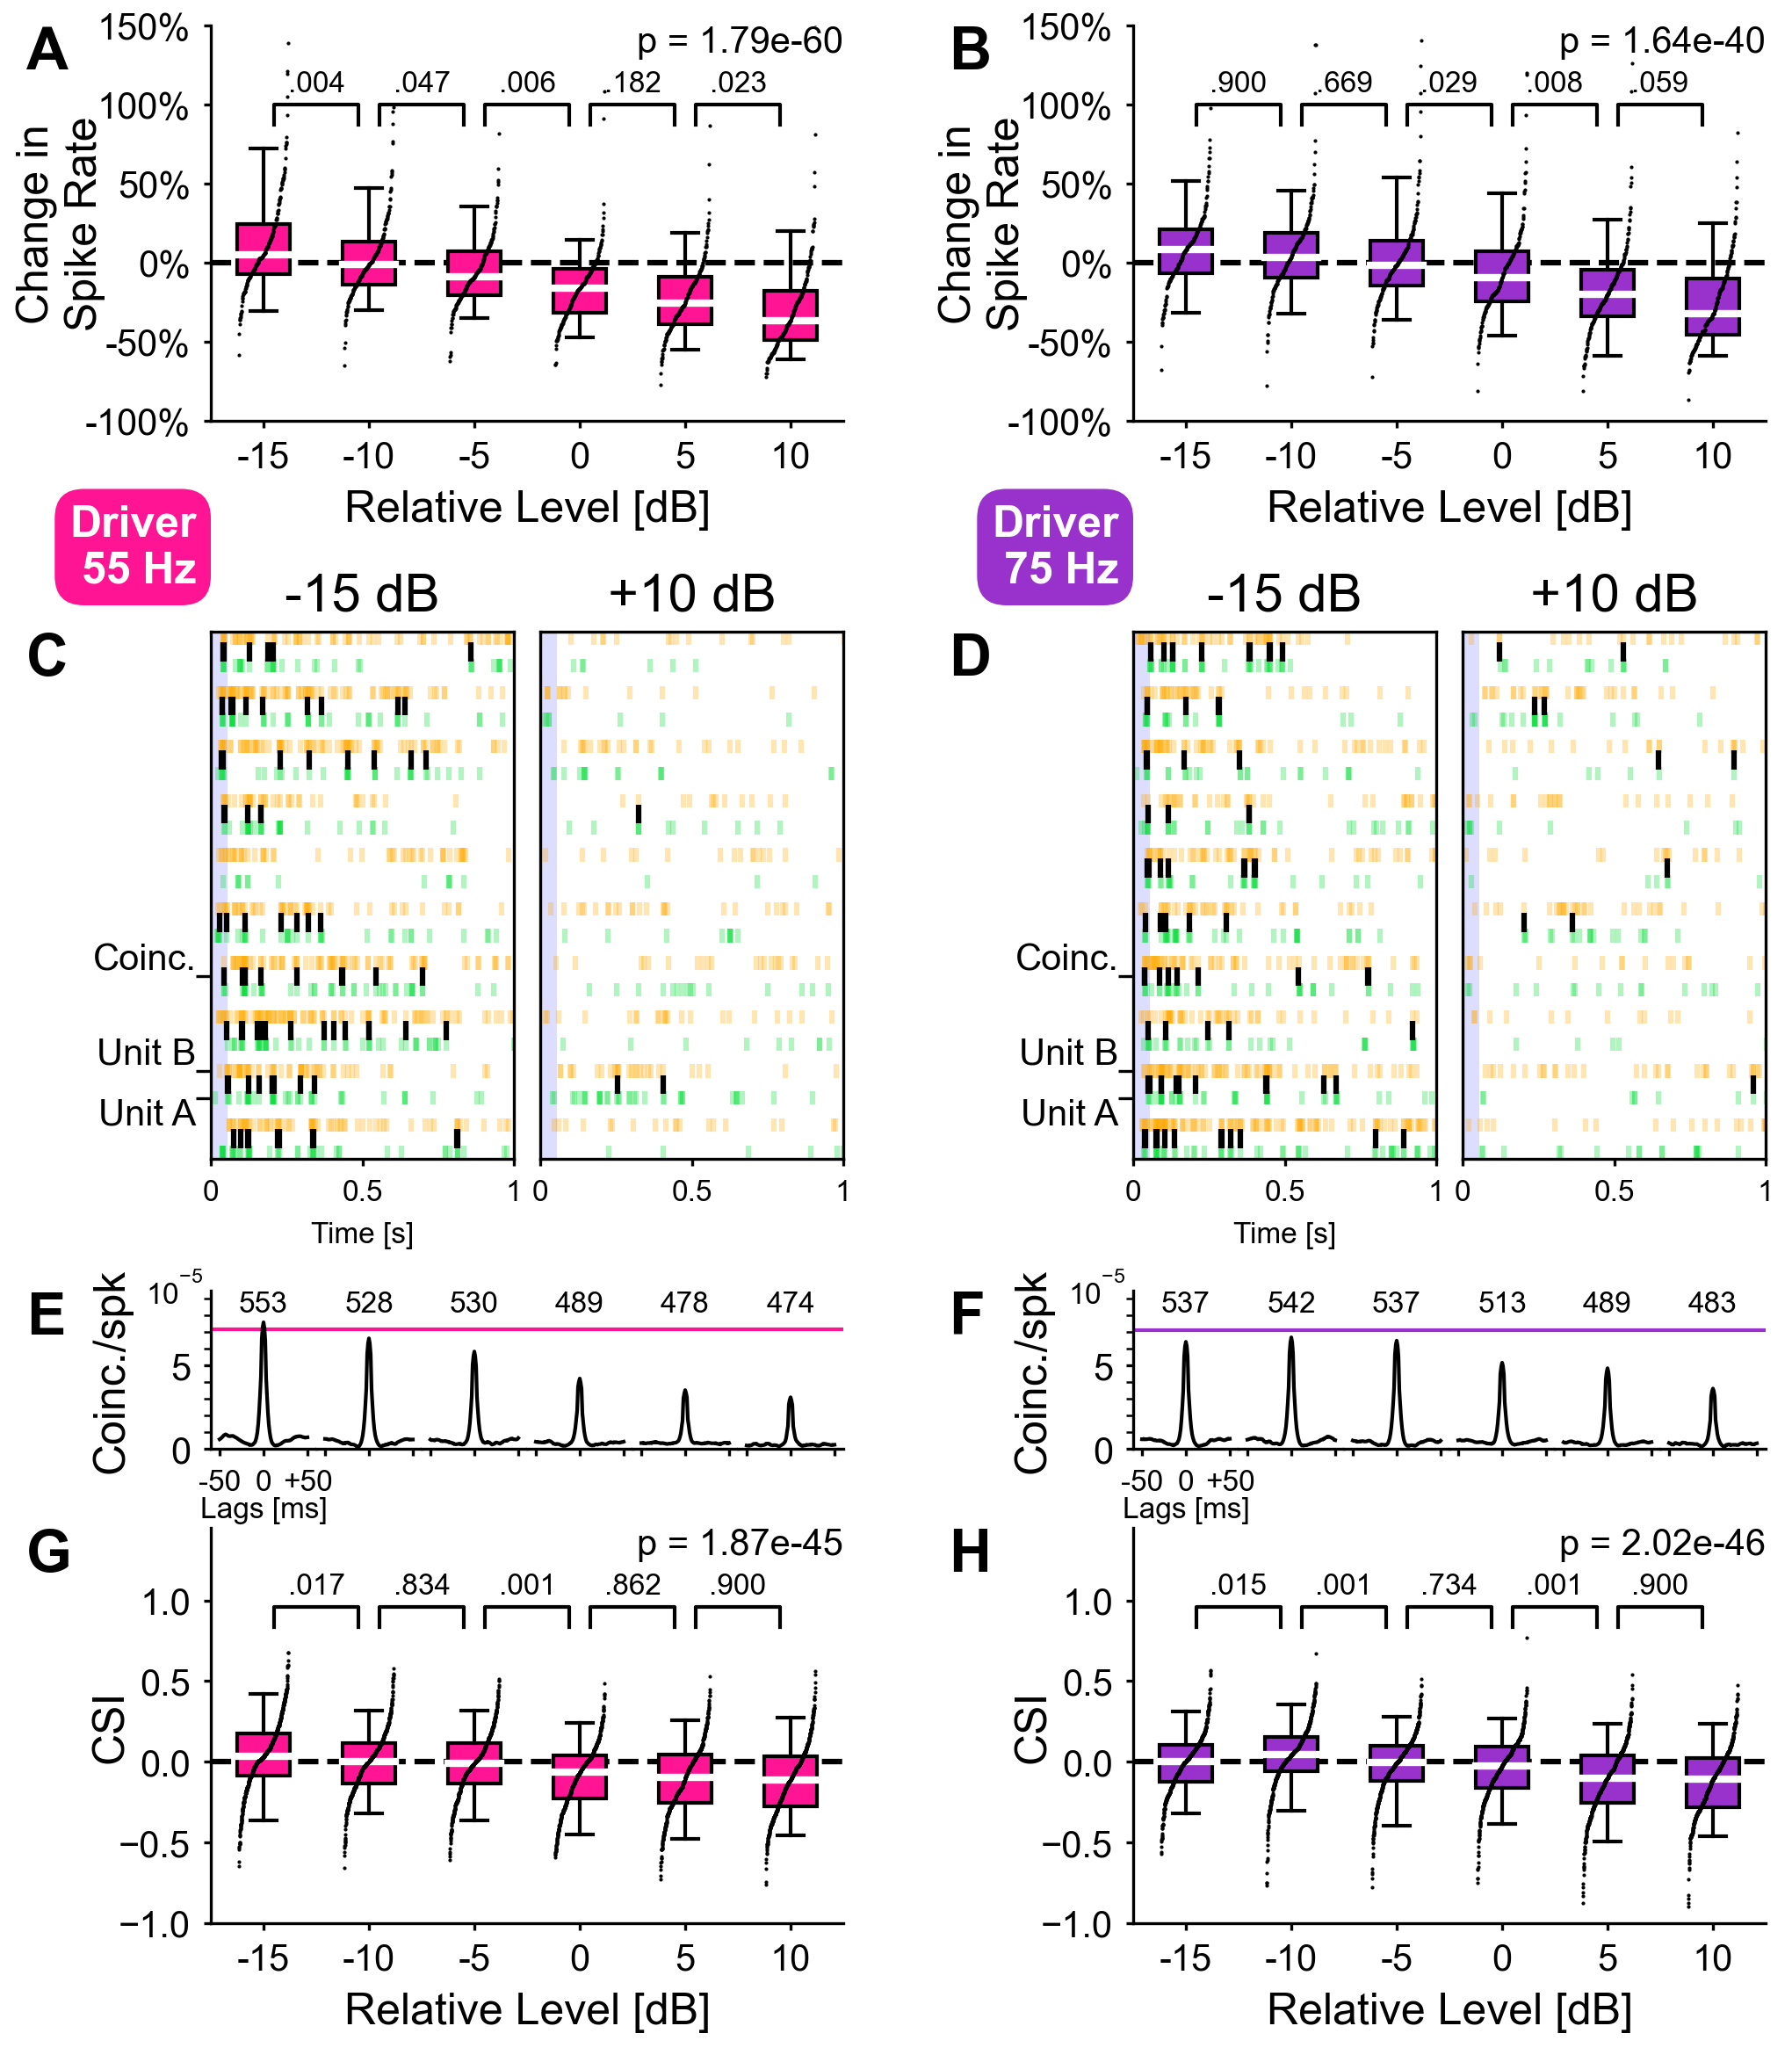 A
150%
100%
50%
0%
-50%
-100%
Change in
Spike Rate
p = 1.79e-60
.004 .047 .006 .182 .023
-15 -10 -5 0 5 10
Relative Level [dB]
B
150%
100%
50%
0%
-50%
-100%
Change in
Spike Rate
p = 1.64e-40
.900 .669 .029 .008 .059
-15 -10 -5 0 5 10
Relative Level [dB]
Driver
55 Hz
Driver
75 Hz
C
-15 dB +10 dB
Coinc.
Unit B
Unit A
0 0.5 1 0 0.5 1
Time [s]
D
-15 dB +10 dB
Coinc.
Unit B
Unit A
0 0.5 1 0 0.5 1
Time [s]
E
Coinc./spk
10−5
5
0
553 528 530 489 478 474
-50 0 +50
Lags [ms]
F
Coinc./spk
10−5
5
0
537 542 537 513 489 483
-50 0 +50
Lags [ms]
G
CSI
1.0
0.5
0.0
−0.5
−1.0
p = 1.87e-45
.017 .834 .001 .862 .900
-15 -10 -5 0 5 10
Relative Level [dB]
H
CSI
1.0
0.5
0.0
−0.5
−1.0
p = 2.02e-46
.015 .001 .734 .001 .900
-15 -10 -5 0 5 10
Relative Level [dB]